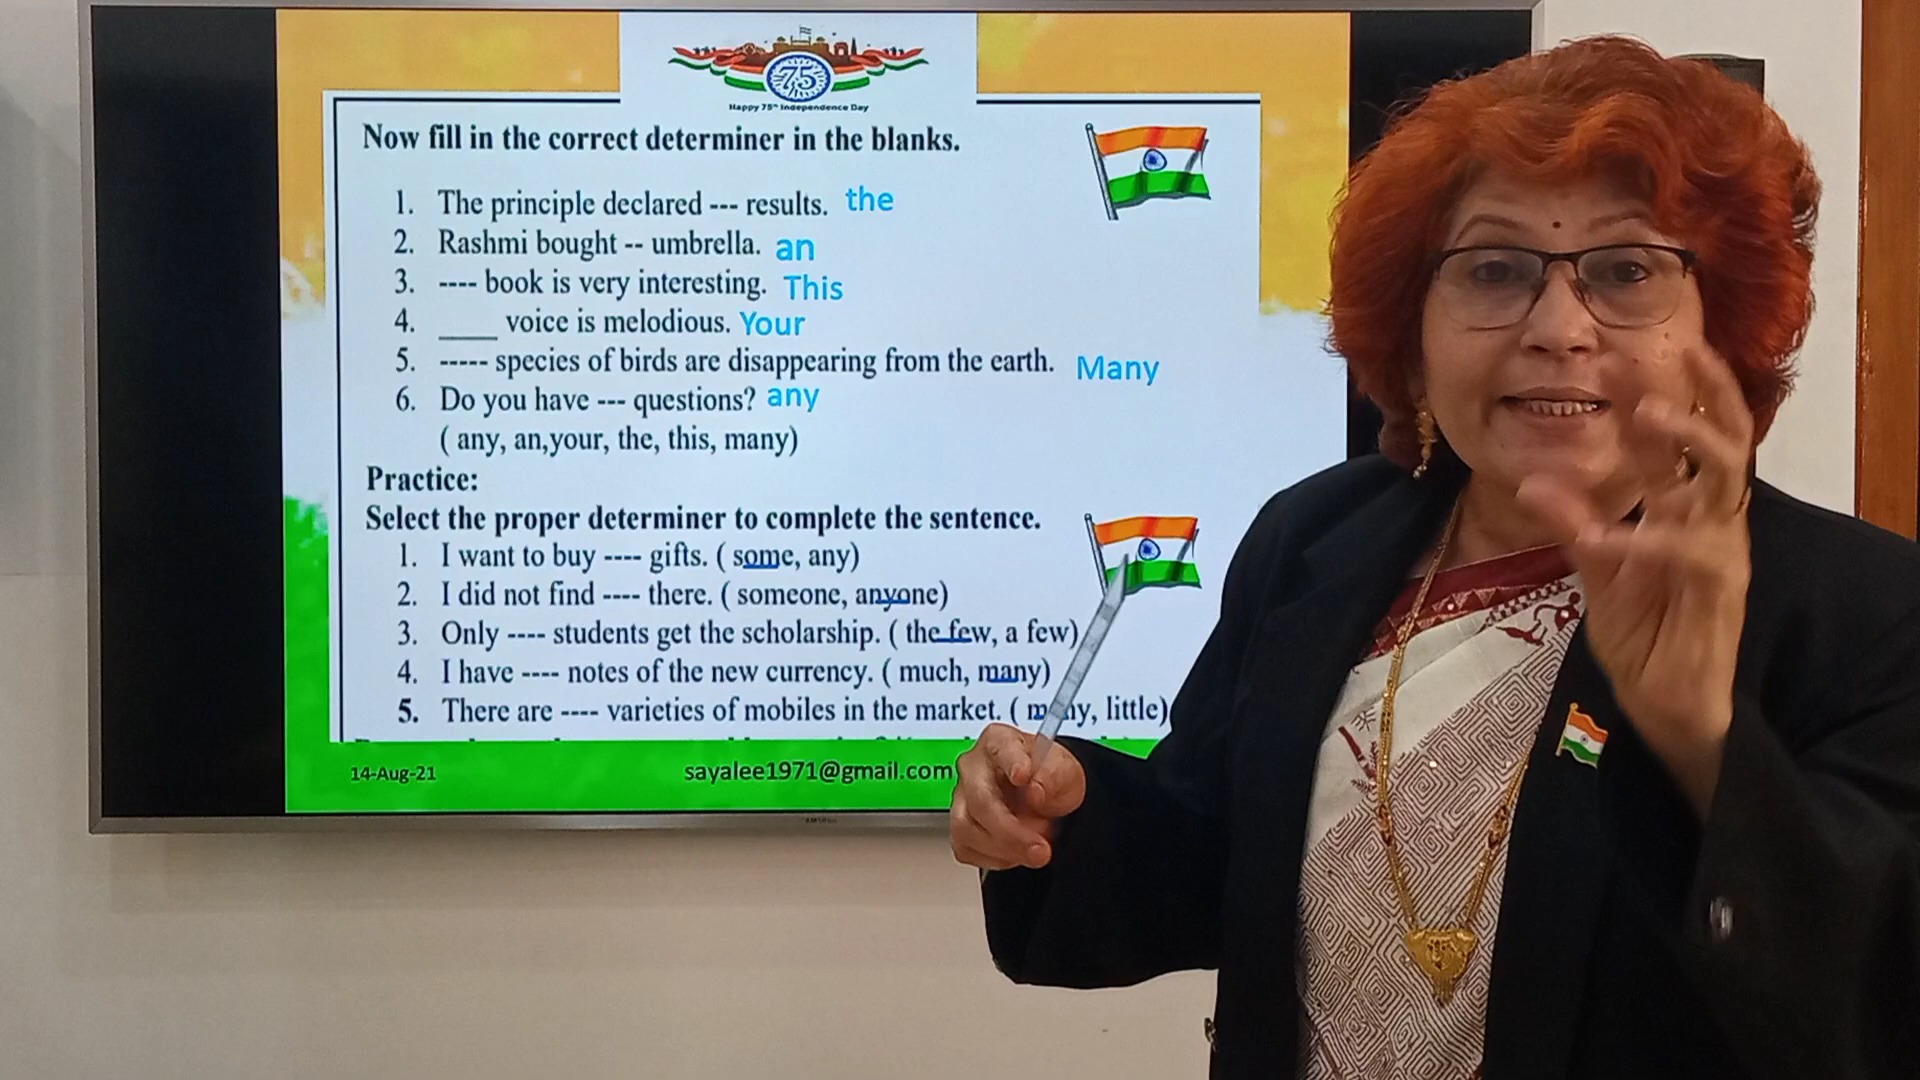 75
Happy 75th Independence Day
Now fill in the correct determiner in the blanks.
1. The principle declared --- results. the
2. Rashmi bought -- umbrella. an
3. ---- book is very interesting. This
4. _____ voice is melodious. Your
5. ----- species of birds are disappearing from the earth. Many
6. Do you have --- questions? any
( any, an,your, the, this, many)
Practice:
Select the proper determiner to complete the sentence.
1. I want to buy ---- gifts. ( some, any)
2. I did not find ---- there. ( someone, anyone)
3. Only ---- students get the scholarship. ( the few, a few)
4. I have ---- notes of the new currency. ( much, many)
5. There are ---- varieties of mobiles in the market. ( many, little)
14-Aug-21 sayalee1971@gmail.com